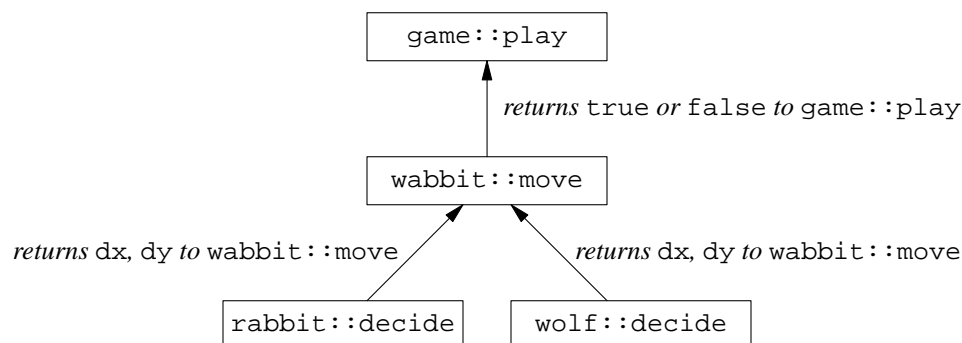 game::play
returns true or false to game::play
wabbit::move
returns dx, dy to wabbit::move
returns dx, dy to wabbit::move
rabbit::decide
wolf::decide